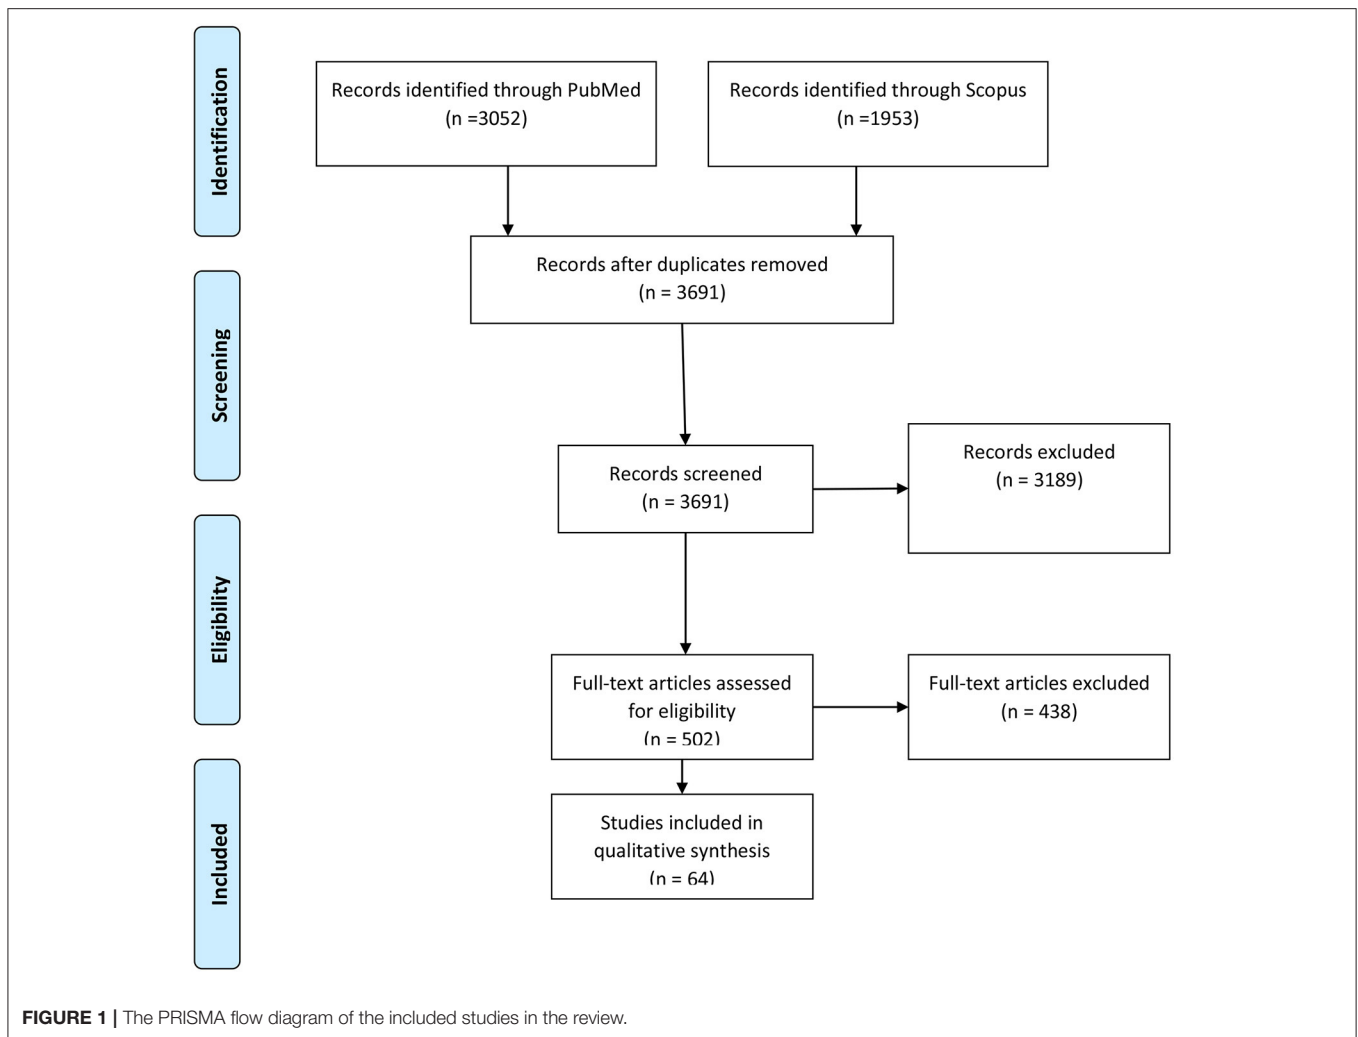 Identification
Records identified through PubMed
(n =3052)
Records identified through Scopus
(n =1953)
Records after duplicates removed
(n = 3691)
Screening
Records screened
(n = 3691)
Records excluded
(n = 3189)
Eligibility
Full-text articles assessed
for eligibility
(n = 502)
Full-text articles excluded
(n = 438)
Included
Studies included in
qualitative synthesis
(n = 64)
FIGURE 1 | The PRISMA flow diagram of the included studies in the review.